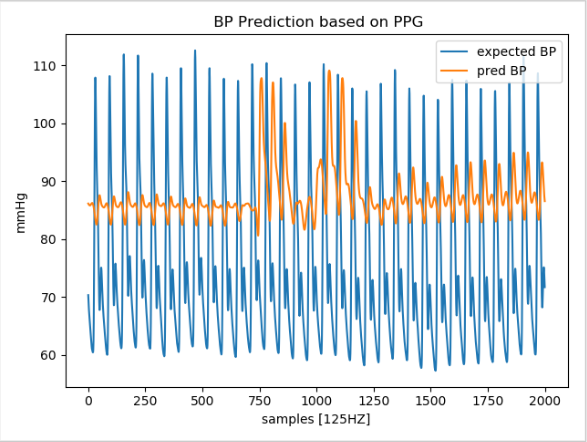 BP Prediction based on PPG
expected BP
pred BP
110
100
90
80
70
60
mmHg
0 250 500 750 1000 1250 1500 1750 2000
samples [125HZ]